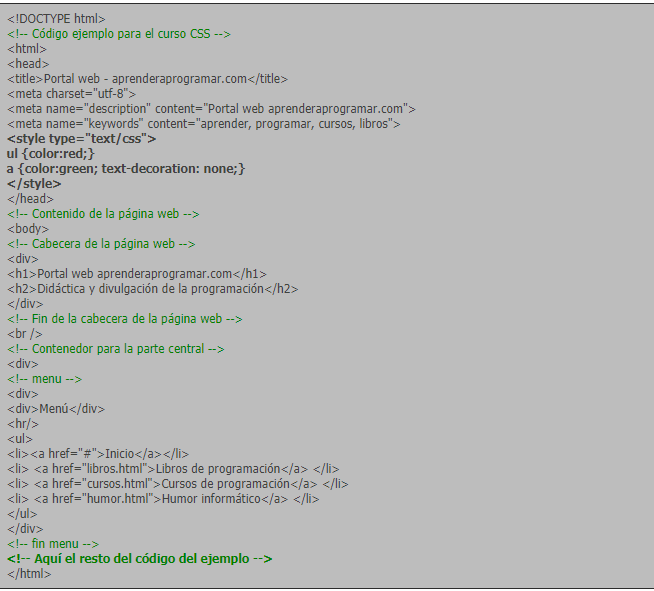 <!DOCTYPE html>
<!-- Código ejemplo para el curso CSS -->
<html>
<head>
<title>Portal web - aprenderaprogramar.com</title>
<meta charset="utf-8">
<meta name="description" content="Portal web aprenderaprogramar.com">
<meta name="keywords" content="aprender, programar, cursos, libros">
<style type="text/css">
ul {color:red;}
a {color:green; text-decoration: none;}
</style>
</head>
<!-- Contenido de la página web -->
<body>
<!-- Cabecera de la página web -->
<div>
<h1>Portal web aprenderaprogramar.com</h1>
<h2>Didáctica y divulgación de la programación</h2>
</div>
<!-- Fin de la cabecera de la página web -->
<br />
<!-- Contenedor para la parte central -->
<div>
<!-- menu -->
<div>
<div>Menú</div>
<hr/>
<ul>
<li><a href="#">Inicio</a></li>
<li> <a href="libros.html">Libros de programación</a> </li>
<li> <a href="cursos.html">Cursos de programación</a> </li>
<li> <a href="humor.html">Humor informático</a> </li>
</ul>
</div>
<!-- fin menu -->
<!-- Aquí el resto del código del ejemplo -->
</html>